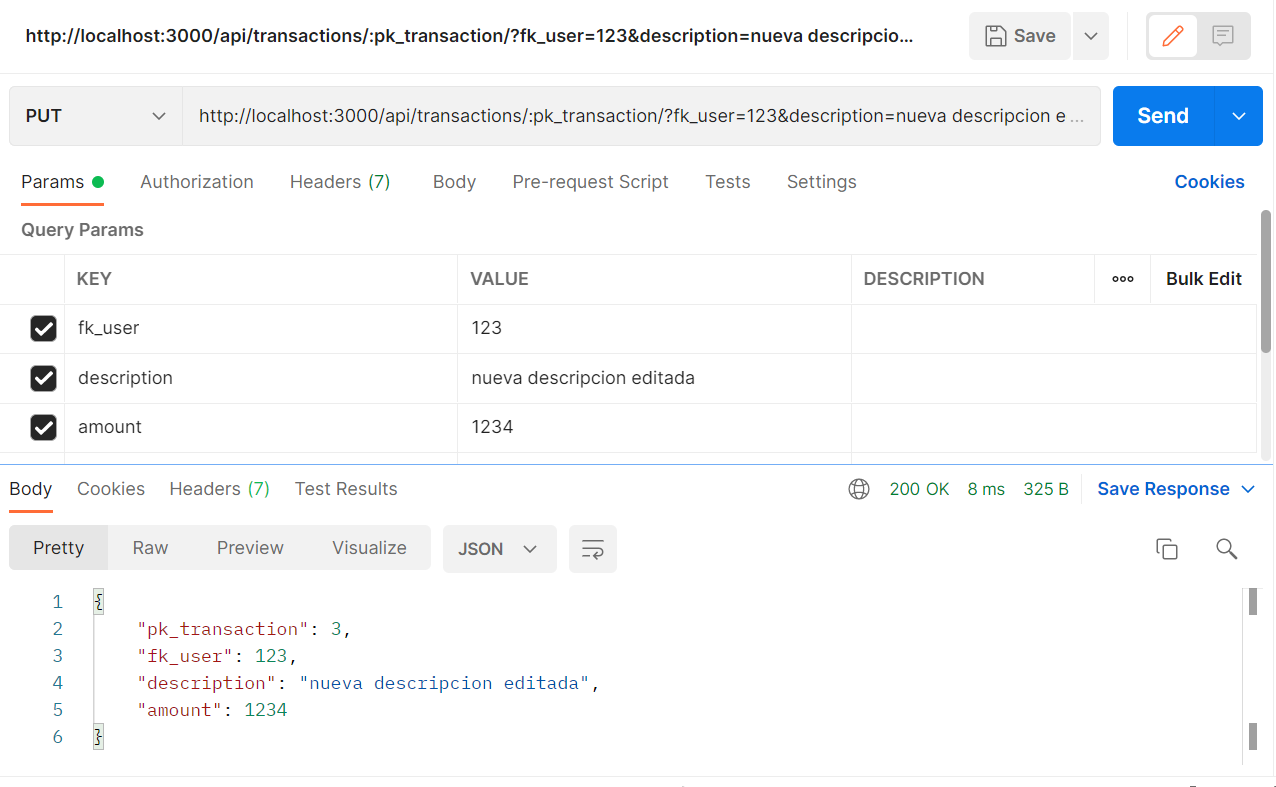 http://localhost:3000/api/transactions/:pk_transaction/?fk_user=123&description=nueva descripcio...
Save
PUT
http://localhost:3000/api/transactions/:pk_transaction/?fk_user=123&description=nueva descripcion e ...
Send
Params
Authorization
Headers (7)
Body
Pre-request Script
Tests
Settings
Cookies
Query Params
KEY
VALUE
DESCRIPTION
Bulk Edit
fk_user
123
description
nueva descripcion editada
amount
1234
Body
Cookies
Headers (7)
Test Results
200 OK
8 ms
325 B
Save Response
Pretty
Raw
Preview
Visualize
JSON
1 {
2 "pk_transaction": 3,
3 "fk_user": 123,
4 "description": "nueva descripcion editada",
5 "amount": 1234
6 }